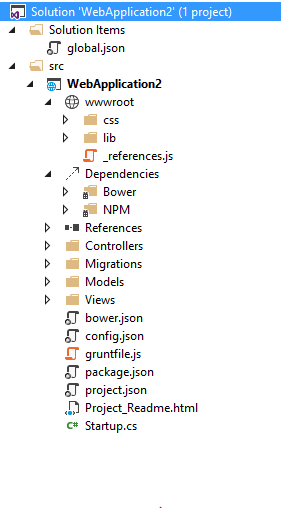 Solution 'WebApplication2' (1 project)
Solution Items
global.json
src
WebApplication2
wwwroot
css
lib
_references.js
Dependencies
Bower
NPM
References
Controllers
Migrations
Models
Views
bower.json
config.json
gruntfile.js
package.json
project.json
Project_Readme.html
C# Startup.cs